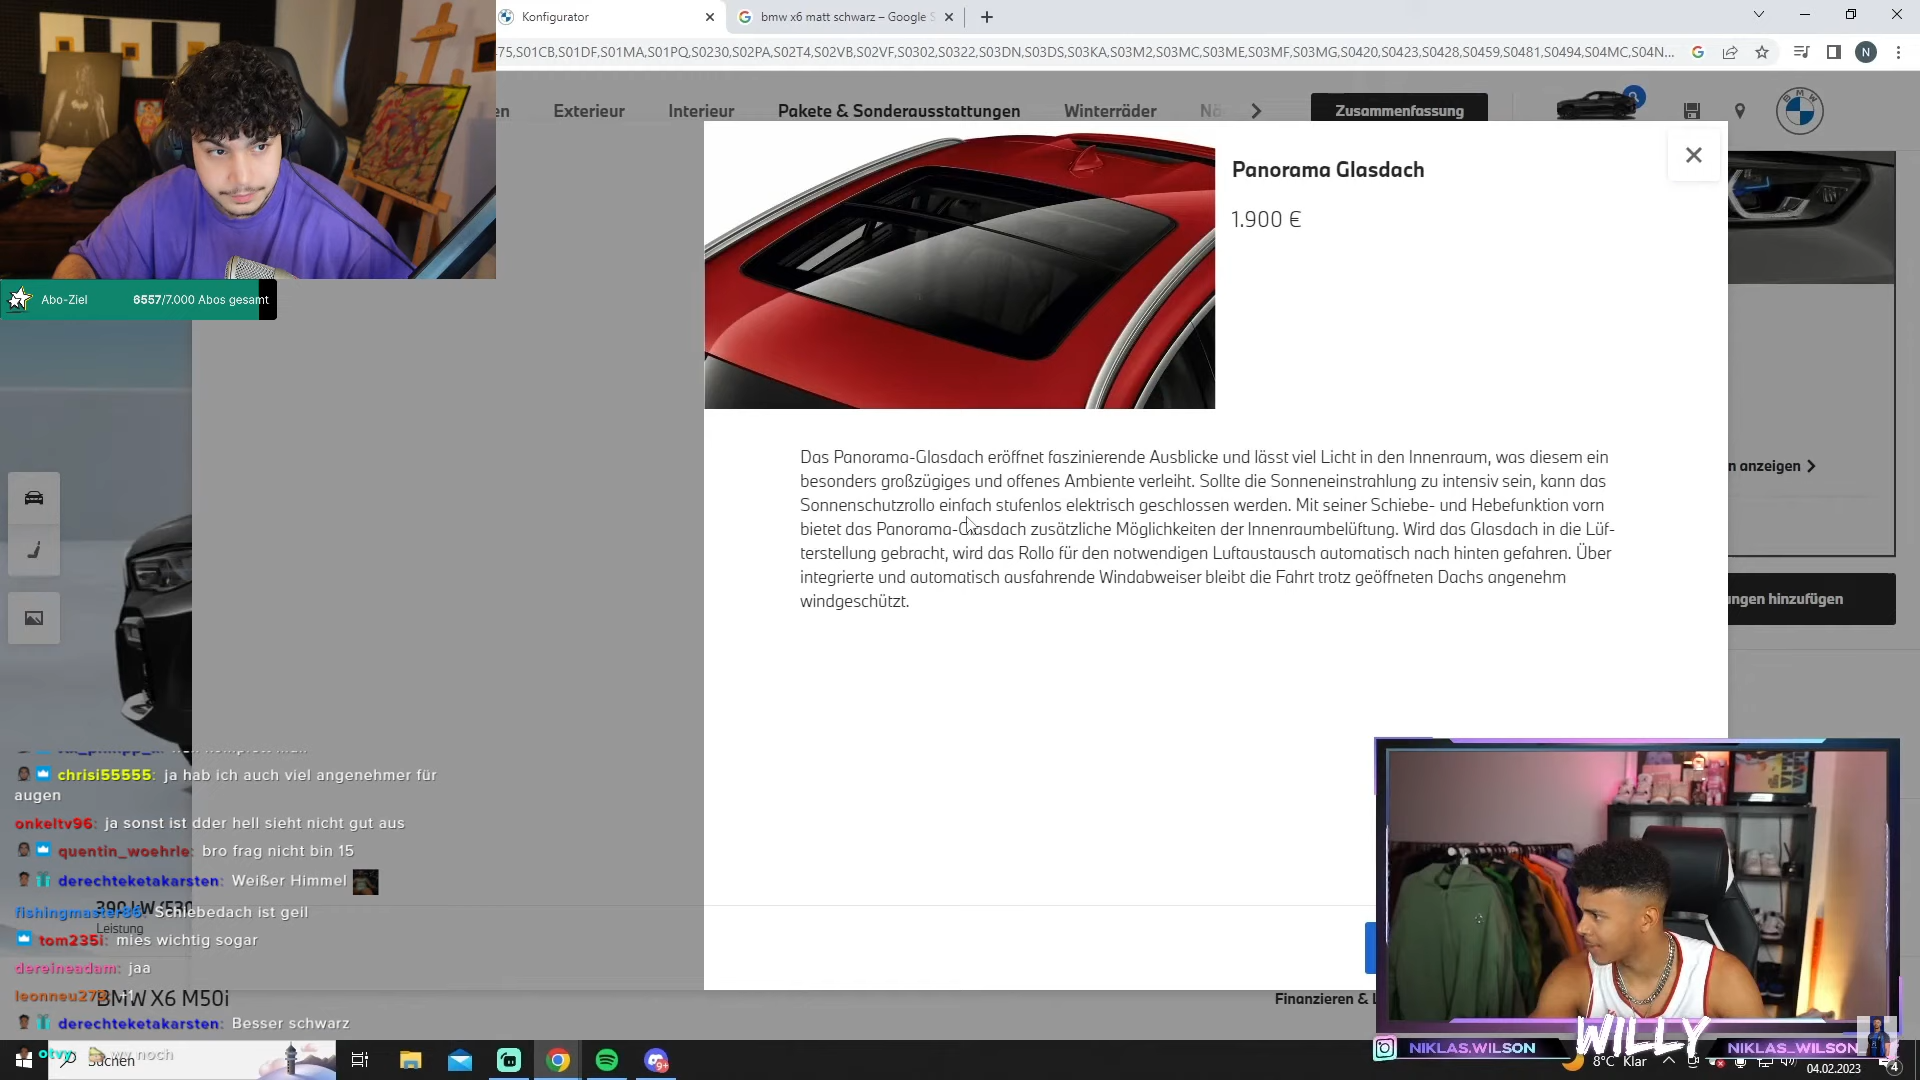 Konfigurator
bmw x6 matt schwarz – Google S
75,S01CB,S01DF,S01MA,S01PQ,S0230,S02PA,S02T4,S02VB,S02VF,S0302,S0322,S03DN,S03DS,S03KA,S03M2,S03MC,S03ME,S03MF,S03MG,S0420,S0423,S0428,S0459,S0481,S0494,S04MC,S04N...
N
en Exterieur Interieur Pakete & Sonderausstattungen Winterräder Zusammenfassung
BMW
Panorama Glasdach
1.900 €
Abo-Ziel 6557/7.000 Abos gesamt
Das Panorama-Glasdach eröffnet faszinierende Ausblicke und lässt viel Licht in den Innenraum, was diesem ein
besonders großzügiges und offenes Ambiente verleiht. Sollte die Sonneneinstrahlung zu intensiv sein, kann das
Sonnenschutzrollo einfach stufenlos elektrisch geschlossen werden. Mit seiner Schiebe- und Hebefunktion vorn
bietet das Panorama-Glasdach zusätzliche Möglichkeiten der Innenraumbelüftung. Wird das Glasdach in die Lüf-
terstellung gebracht, wird das Rollo für den notwendigen Luftaustausch automatisch nach hinten gefahren. Über
integrierte und automatisch ausfahrende Windabweiser bleibt die Fahrt trotz geöffneten Dachs angenehm
windgeschützt.
n anzeigen
ungen hinzufügen
chrisi55555: ja hab ich auch viel angenehmer für
augen
onkeltv96: ja sonst ist dder hell sieht nicht gut aus
quentin_woehrle: bro frag nicht bin 15
derechteketakarsten: Weißer Himmel
fishingmaster86: Schiebedach ist geil
Leistung
tom235i: mies wichtig sogar
dereineadam: jaa
BMW X6 M50i
Finanzieren & L
derechteketakarsten: Besser schwarz
otvy: wy noch
Suchen
9+
WILLY
NIKLAS.WILSON
NIKLAS_WILSON
8°C Klar
04.02.2023
4